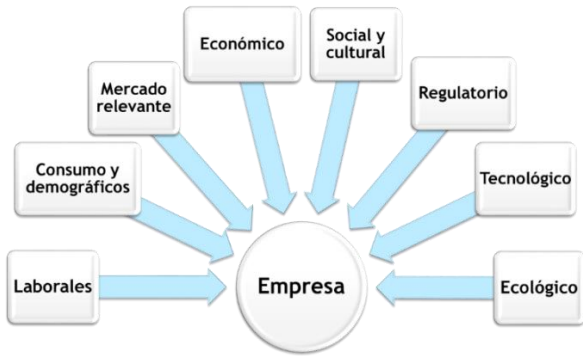 Económico
Social y
cultural
Mercado
relevante
Regulatorio
Consumo y
demográficos
Tecnológico
Laborales
Empresa
Ecológico